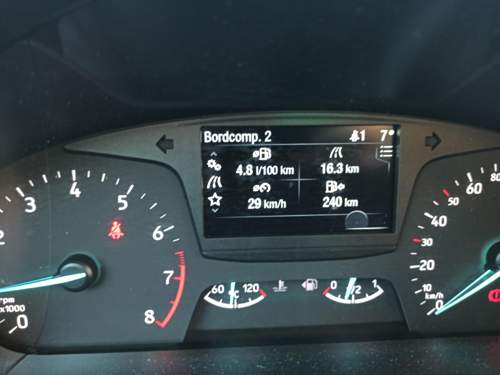 Bordcomp. 2 1 7°
4.8 l/100 km 16.3 km
29 km/h 240 km
2 3 4 5 6 7 8
rpm x1000 0
60 °C 120
0 1/2 1
0 10 20 30 40 50 60 80
km/h